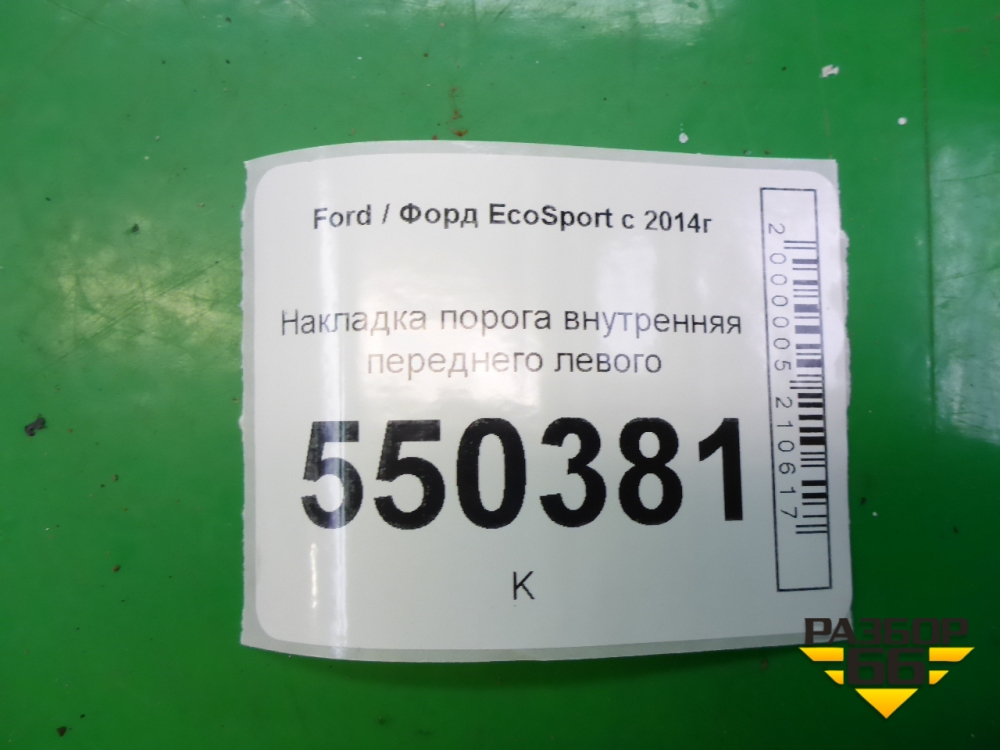 Ford / Форд EcoSport с 2014г
Накладка порога внутренняя
переднего левого
550381
К
2000005210617
РАЗБОР
66